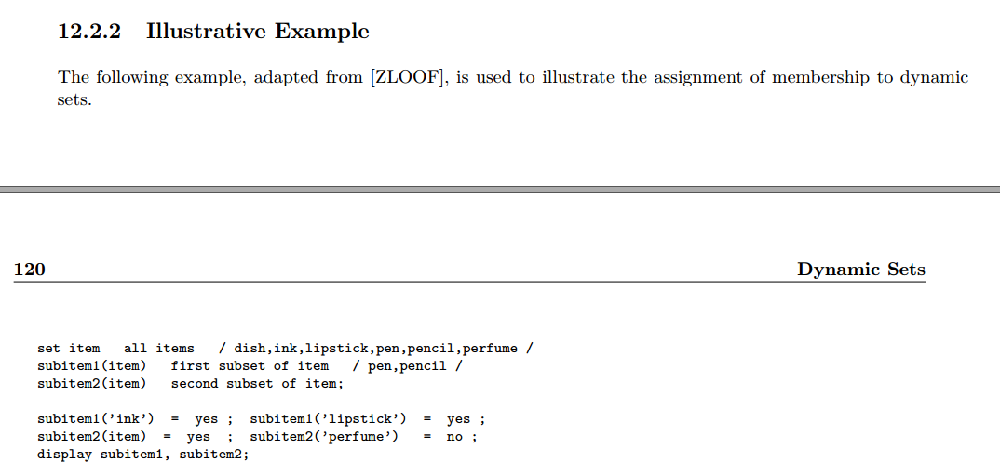 12.2.2 Illustrative Example
The following example, adapted from [ZLOOF], is used to illustrate the assignment of membership to dynamic
sets.
120 Dynamic Sets
set item all items / dish,ink,lipstick,pen,pencil,perfume /
subitem1(item) first subset of item / pen,pencil /
subitem2(item) second subset of item;
subitem1(’ink’) = yes ; subitem1(’lipstick’) = yes ;
subitem2(item) = yes ; subitem2(’perfume’) = no ;
display subitem1, subitem2;